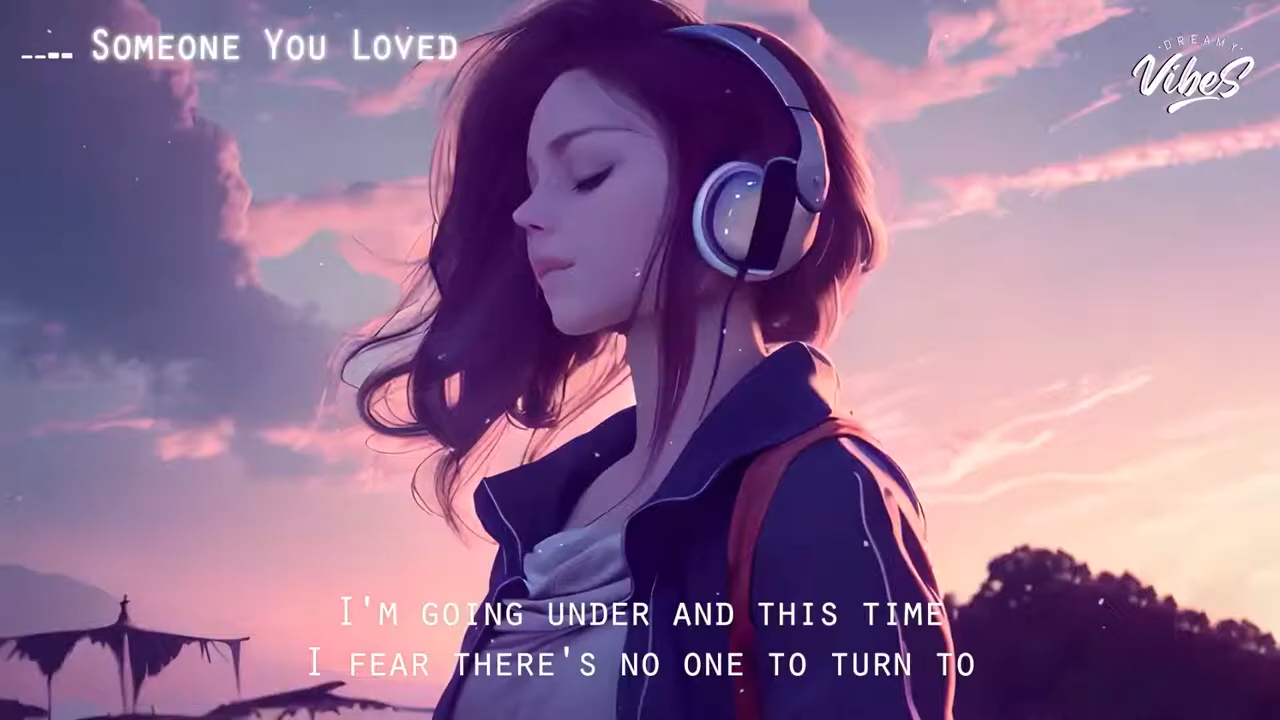 SOMEONE YOU LOVED
·DREAMY·
Vibes
I'M GOING UNDER AND THIS TIME
I FEAR THERE'S NO ONE TO TURN TO